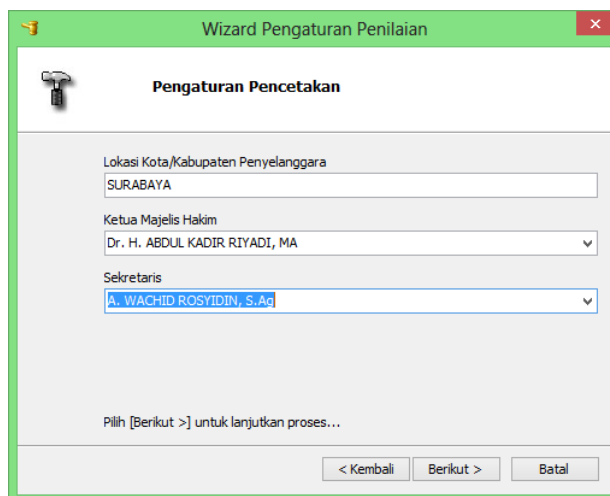 Wizard Pengaturan Penilaian
Pengaturan Pencetakan
Lokasi Kota/Kabupaten Penyelanggara
SURABAYA
Ketua Majelis Hakim
Dr. H. ABDUL KADIR RIYADI, MA
Sekretaris
A. WACHID ROSYIDIN, S.Ag
Pilih [Berikut >] untuk lanjutkan proses...
< Kembali Berikut > Batal